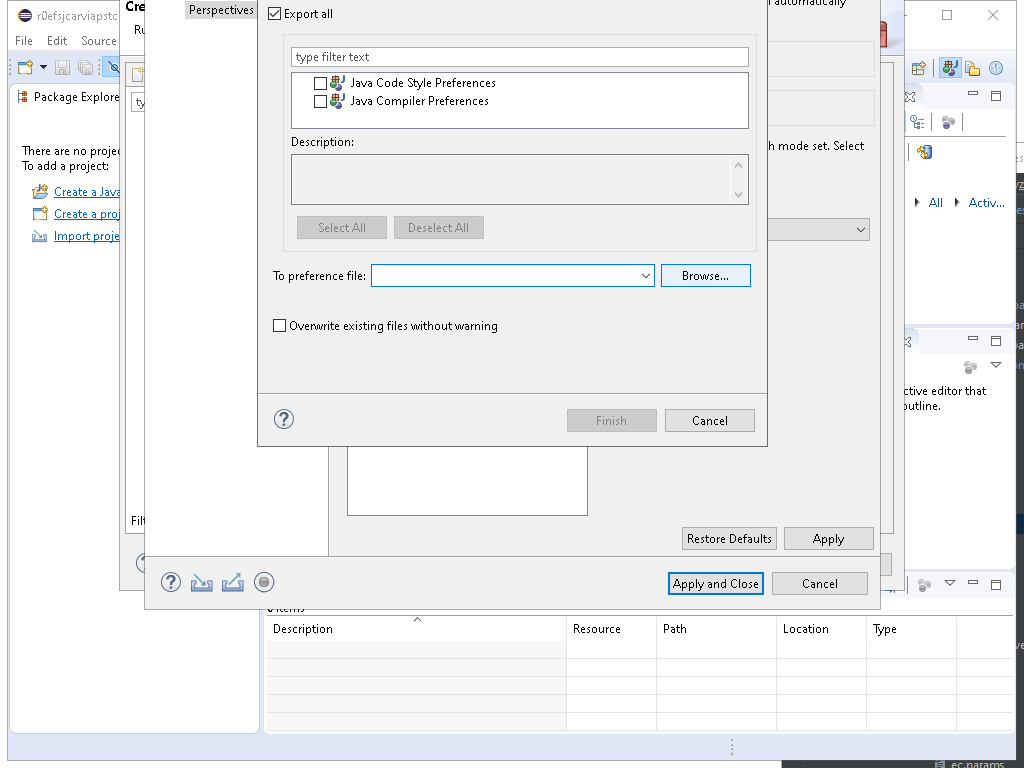 r0efsjcarviapstc
File Edit Source
Package Explore
There are no projec
To add a project:
Create a Java
Create a proj
Import proje
Cre
Ru
ty
Filt
Perspectives
Export all
type filter text
Java Code Style Preferences
Java Compiler Preferences
Description:
Select All
Deselect All
To preference file:
Browse...
Overwrite existing files without warning
Finish
Cancel
l automatically
h mode set. Select
Restore Defaults
Apply
Apply and Close
Cancel
All
Activ...
ctive editor that
outline.
Description
Resource
Path
Location
Type
ec.params